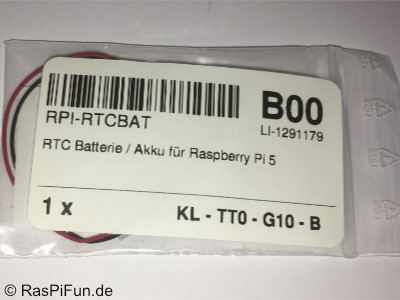 RPI-RTCBAT
B00
LI-1291179
RTC Batterie / Akku für Raspberry Pi 5
1 x
KL - TT0 - G10 - B
© RasPiFun.de